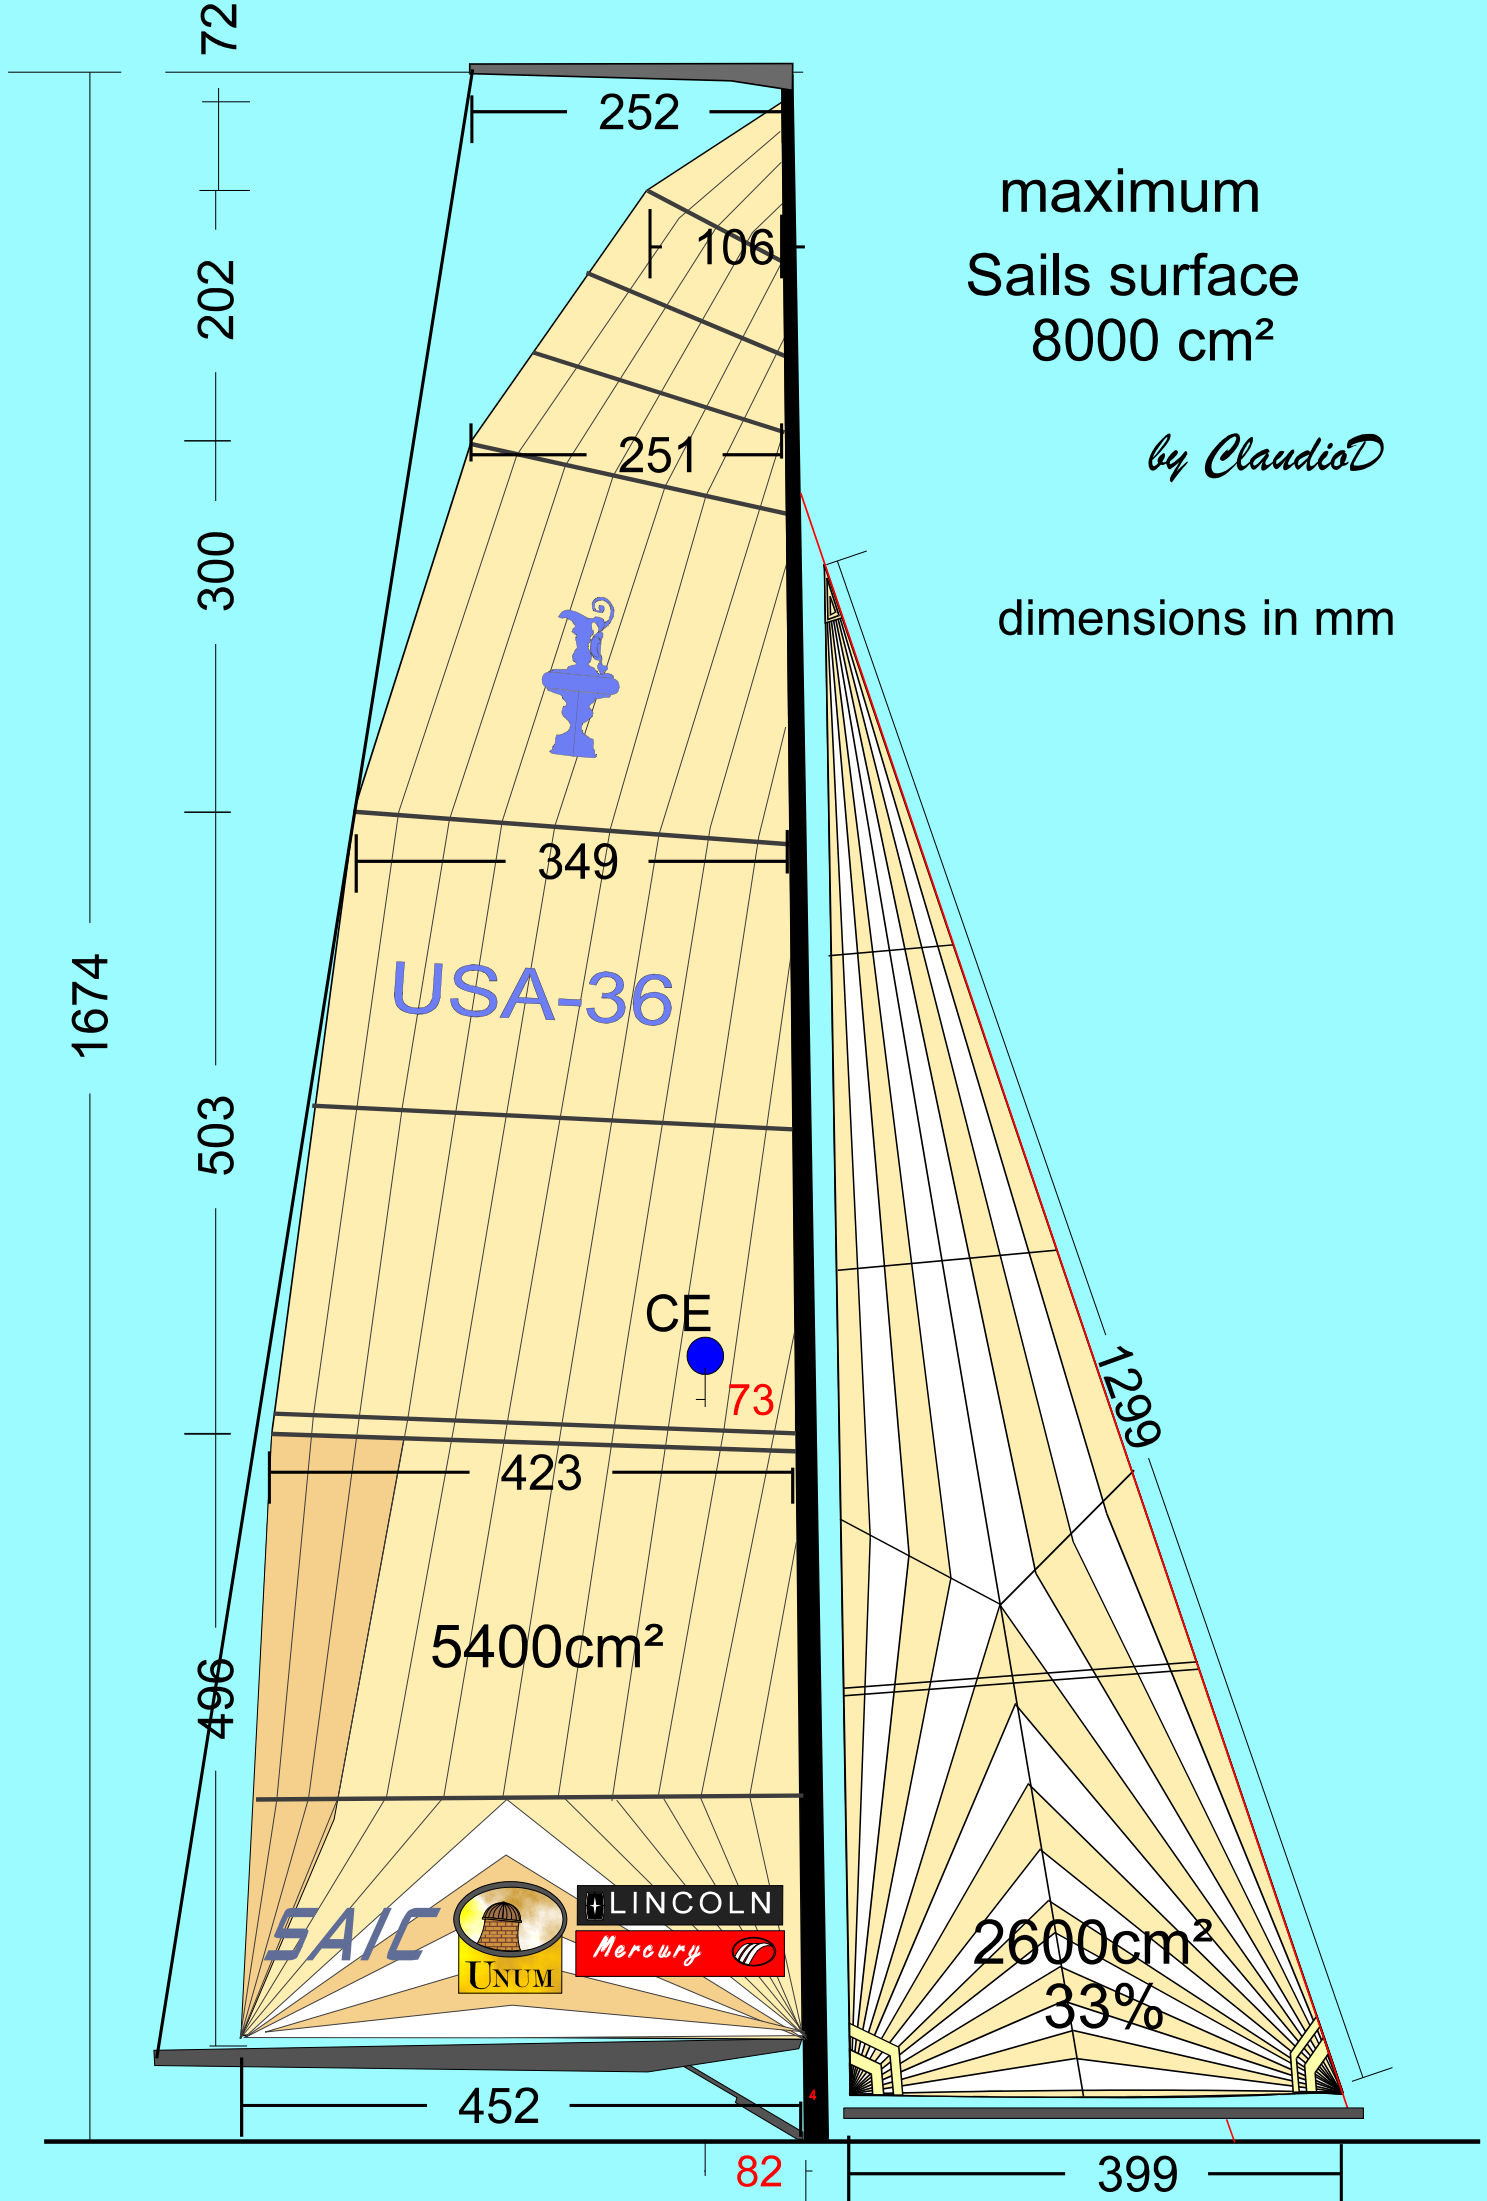 72
252
maximum
106
Sails surface
202
8000 cm²
251
by ClaudioD
300
dimensions in mm
349
USA-36
1674
503
CE
73
1299
423
5400cm²
496
SAIC
UNUM
LINCOLN
Mercury
2600cm²
33%
452
4
82
399